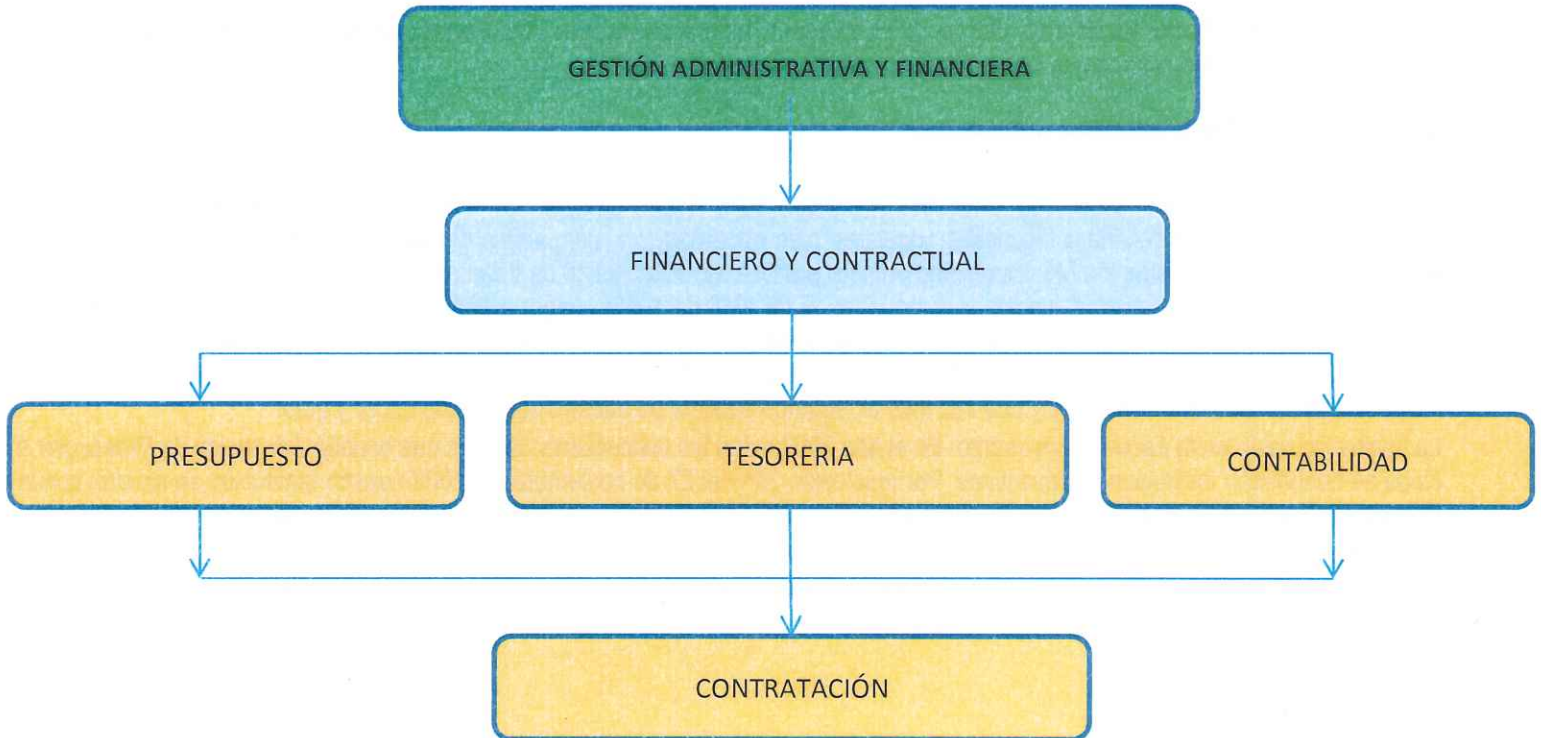 GESTIÓN ADMINISTRATIVA Y FINANCIERA
FINANCIERO Y CONTRACTUAL
PRESUPUESTO
TESORERIA
CONTABILIDAD
CONTRATACIÓN